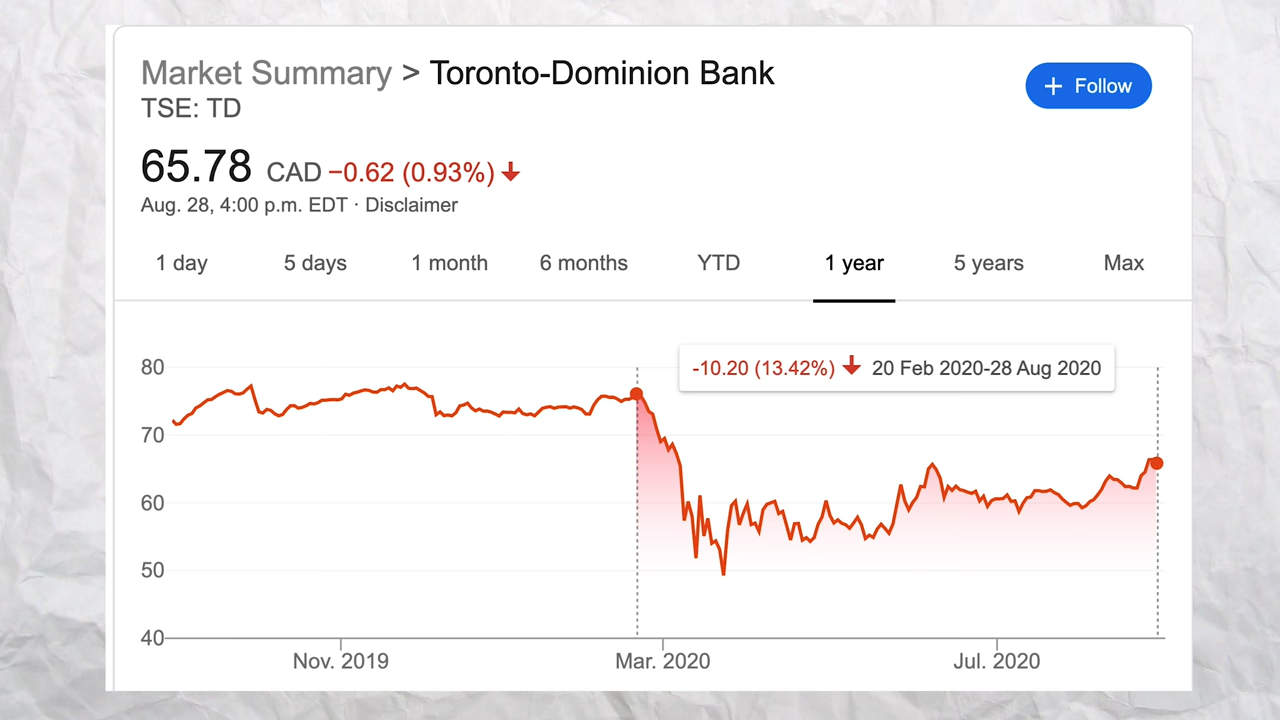 Market Summary > Toronto-Dominion Bank
TSE: TD
+ Follow
65.78 CAD −0.62 (0.93%) ↓
Aug. 28, 4:00 p.m. EDT · Disclaimer
1 day 5 days 1 month 6 months YTD 1 year 5 years Max
-10.20 (13.42%) ↓ 20 Feb 2020-28 Aug 2020
80
70
60
50
40
Nov. 2019 Mar. 2020 Jul. 2020